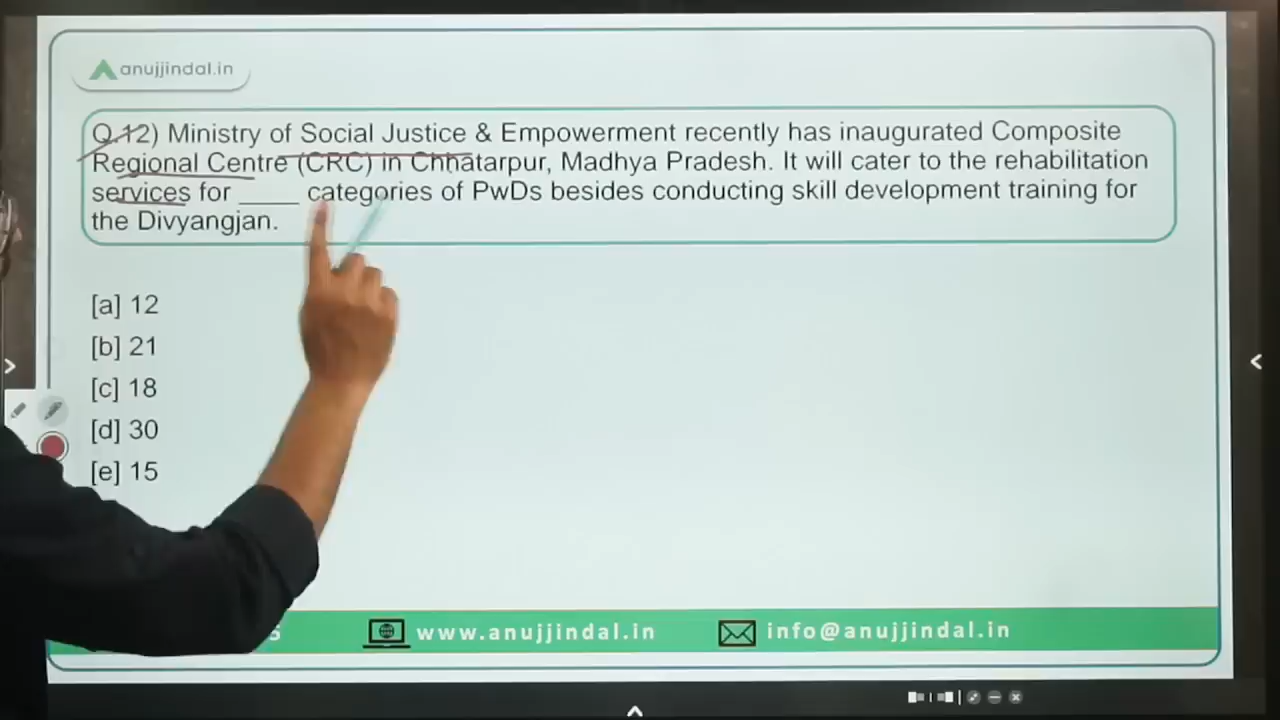 anujjindal.in
Q.12) Ministry of Social Justice & Empowerment recently has inaugurated Composite
Regional Centre (CRC) in Chhatarpur, Madhya Pradesh. It will cater to the rehabilitation
services for ____ categories of PwDs besides conducting skill development training for
the Divyangjan.
[a] 12
[b] 21
[c] 18
[d] 30
[e] 15
www.anujjindal.in
info@anujjindal.in